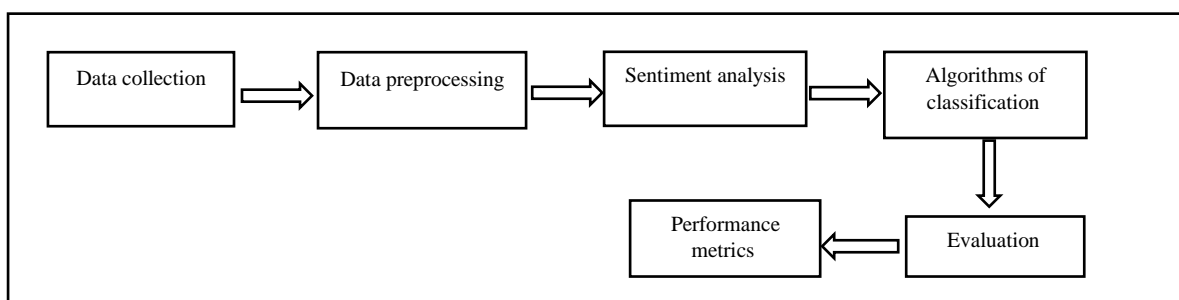 Data collection
Data preprocessing
Sentiment analysis
Algorithms of
classification
Performance
metrics
Evaluation